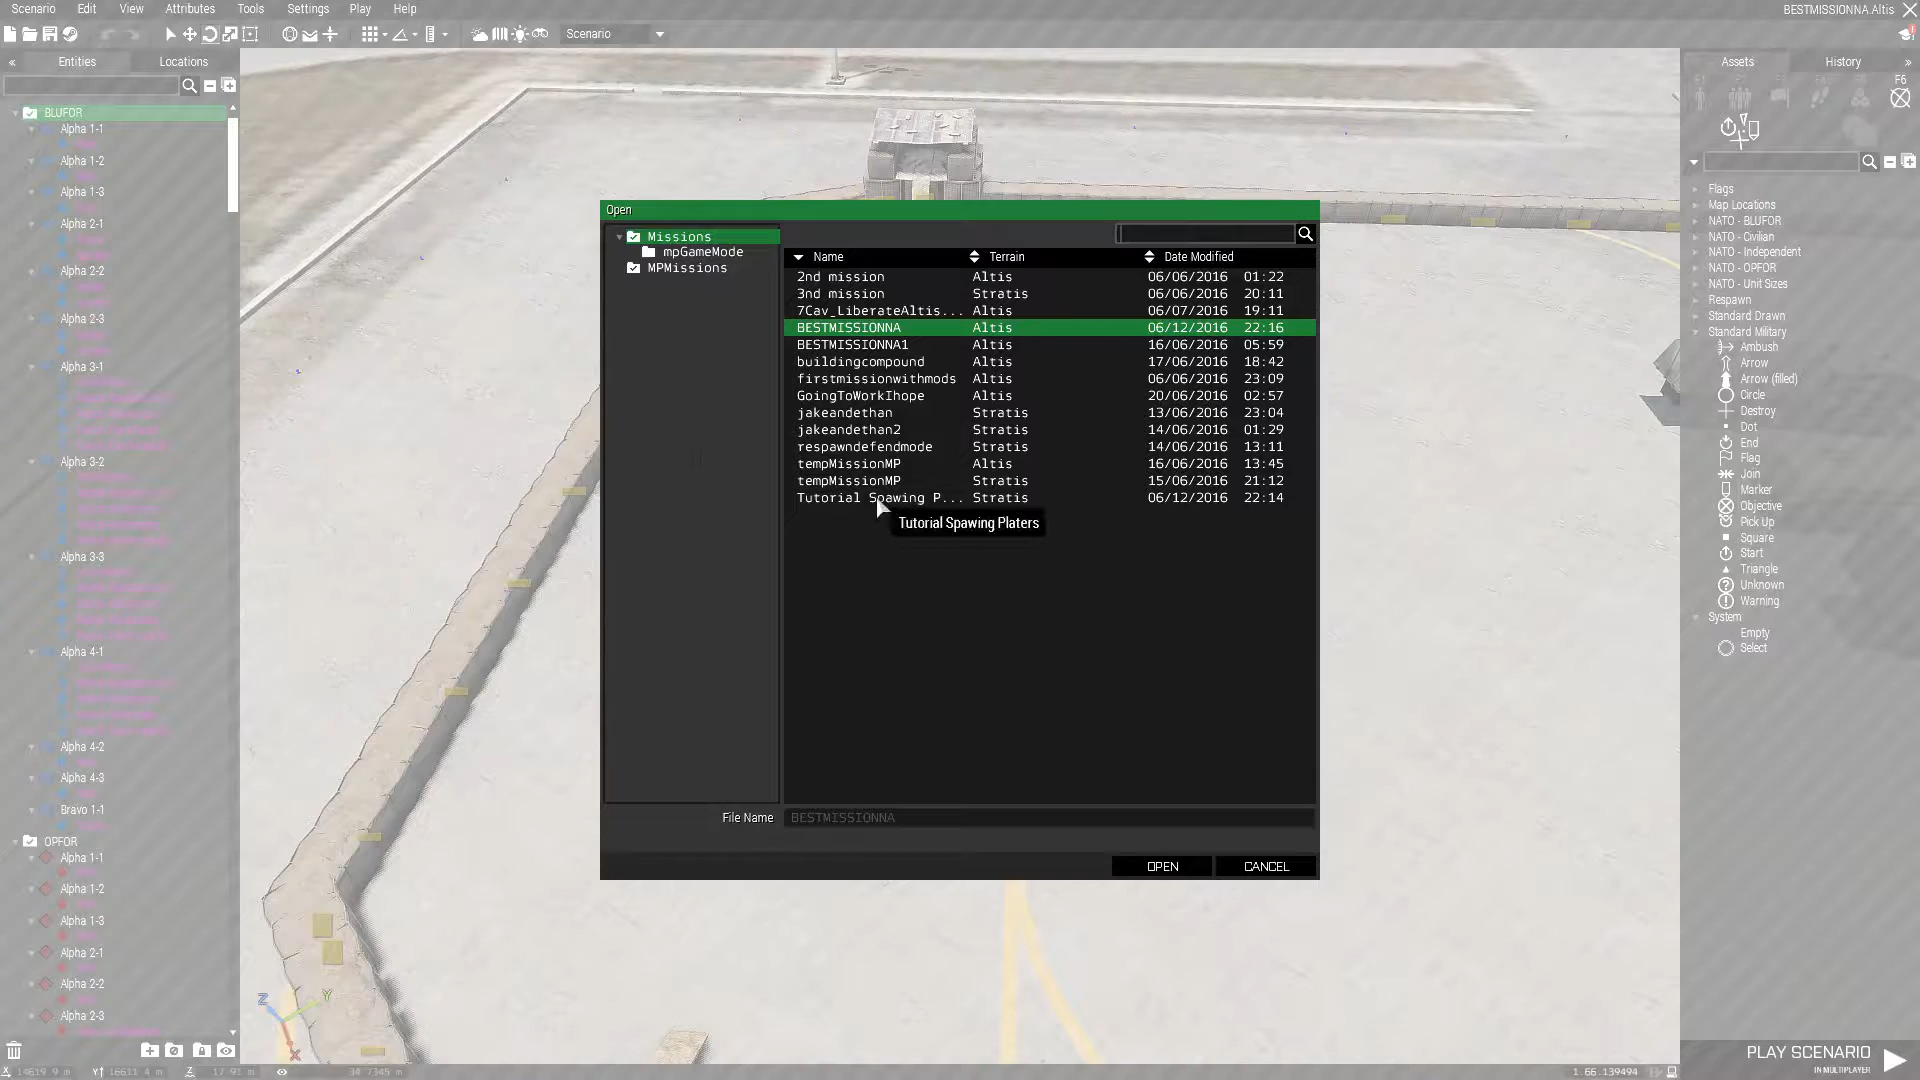 Scenario Edit View Attributes Tools Settings Play Help
BESTMISSIONNA.Altis
Scenario
Entities Locations
BLUFOR
Alpha 1-1
Alpha 1-2
Alpha 1-3
Alpha 2-1
Alpha 2-2
Alpha 2-3
Alpha 3-1
Alpha 3-2
Alpha 3-3
Alpha 4-1
Alpha 4-2
Alpha 4-3
Bravo 1-1
OPFOR
Alpha 1-1
Alpha 1-2
Alpha 1-3
Alpha 2-1
Alpha 2-2
Alpha 2-3
Open
Missions
mpGameMode
MPMissions
Name Terrain Date Modified
2nd mission Altis 06/06/2016 01:22
3nd mission Stratis 06/06/2016 20:11
7Cav_LiberateAltis... Altis 06/07/2016 19:11
BESTMISSIONNA Altis 06/12/2016 22:16
BESTMISSIONNA1 Altis 16/06/2016 05:59
buildingcompound Altis 17/06/2016 18:42
firstmissionwithmods Altis 06/06/2016 23:09
GoingToWorkIhope Altis 20/06/2016 02:57
jakeandethan Stratis 13/06/2016 23:04
jakeandethan2 Stratis 14/06/2016 01:29
respawndefendmode Stratis 14/06/2016 13:11
tempMissionMP Altis 16/06/2016 13:45
tempMissionMP Stratis 15/06/2016 21:12
Tutorial Spawing P... Stratis 06/12/2016 22:14
Tutorial Spawing Platers
File Name BESTMISSIONNA
OPEN CANCEL
Assets History
F6
Flags
Map Locations
NATO - BLUFOR
NATO - Civilian
NATO - Independent
NATO - OPFOR
NATO - Unit Sizes
Respawn
Standard Drawn
Standard Military
Ambush
Arrow
Arrow (filled)
Circle
Destroy
Dot
End
Flag
Join
Marker
Objective
Pick Up
Square
Start
Triangle
Unknown
Warning
System
Empty
Select
PLAY SCENARIO
IN MULTIPLAYER
Z Y X
X 14619.9 m Y 16611.4 m Z 17.91 m 34.7345 m
1.66.139494